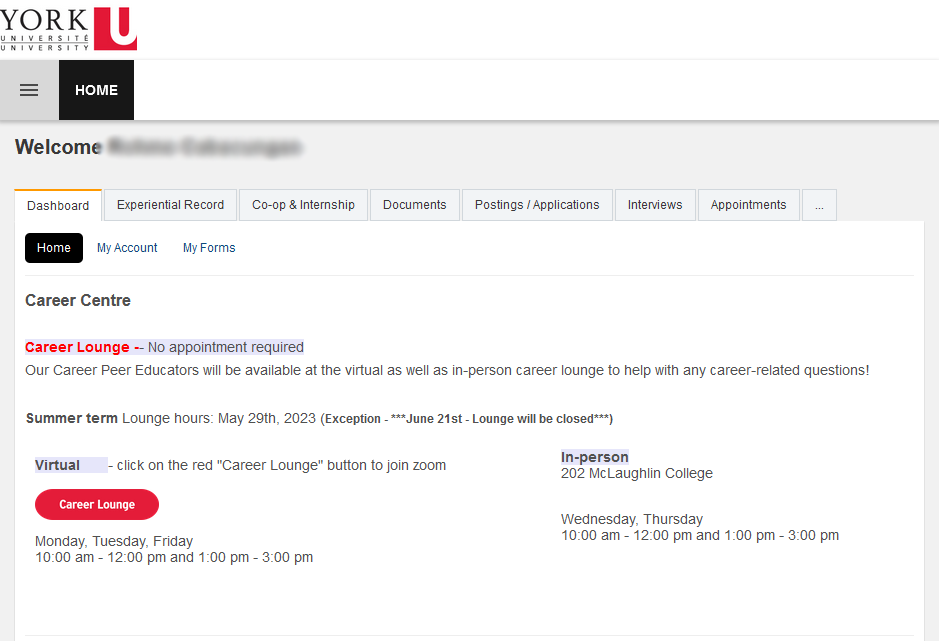 YORK U
UNIVERSITÉ
UNIVERSITY
HOME
Welcome
Dashboard
Experiential Record
Co-op & Internship
Documents
Postings / Applications
Interviews
Appointments
...
Home
My Account
My Forms
Career Centre
Career Lounge -- No appointment required
Our Career Peer Educators will be available at the virtual as well as in-person career lounge to help with any career-related questions!
Summer term Lounge hours: May 29th, 2023 (Exception - ***June 21st - Lounge will be closed***)
Virtual - click on the red "Career Lounge" button to join zoom
Career Lounge
Monday, Tuesday, Friday
10:00 am - 12:00 pm and 1:00 pm - 3:00 pm
In-person
202 McLaughlin College
Wednesday, Thursday
10:00 am - 12:00 pm and 1:00 pm - 3:00 pm